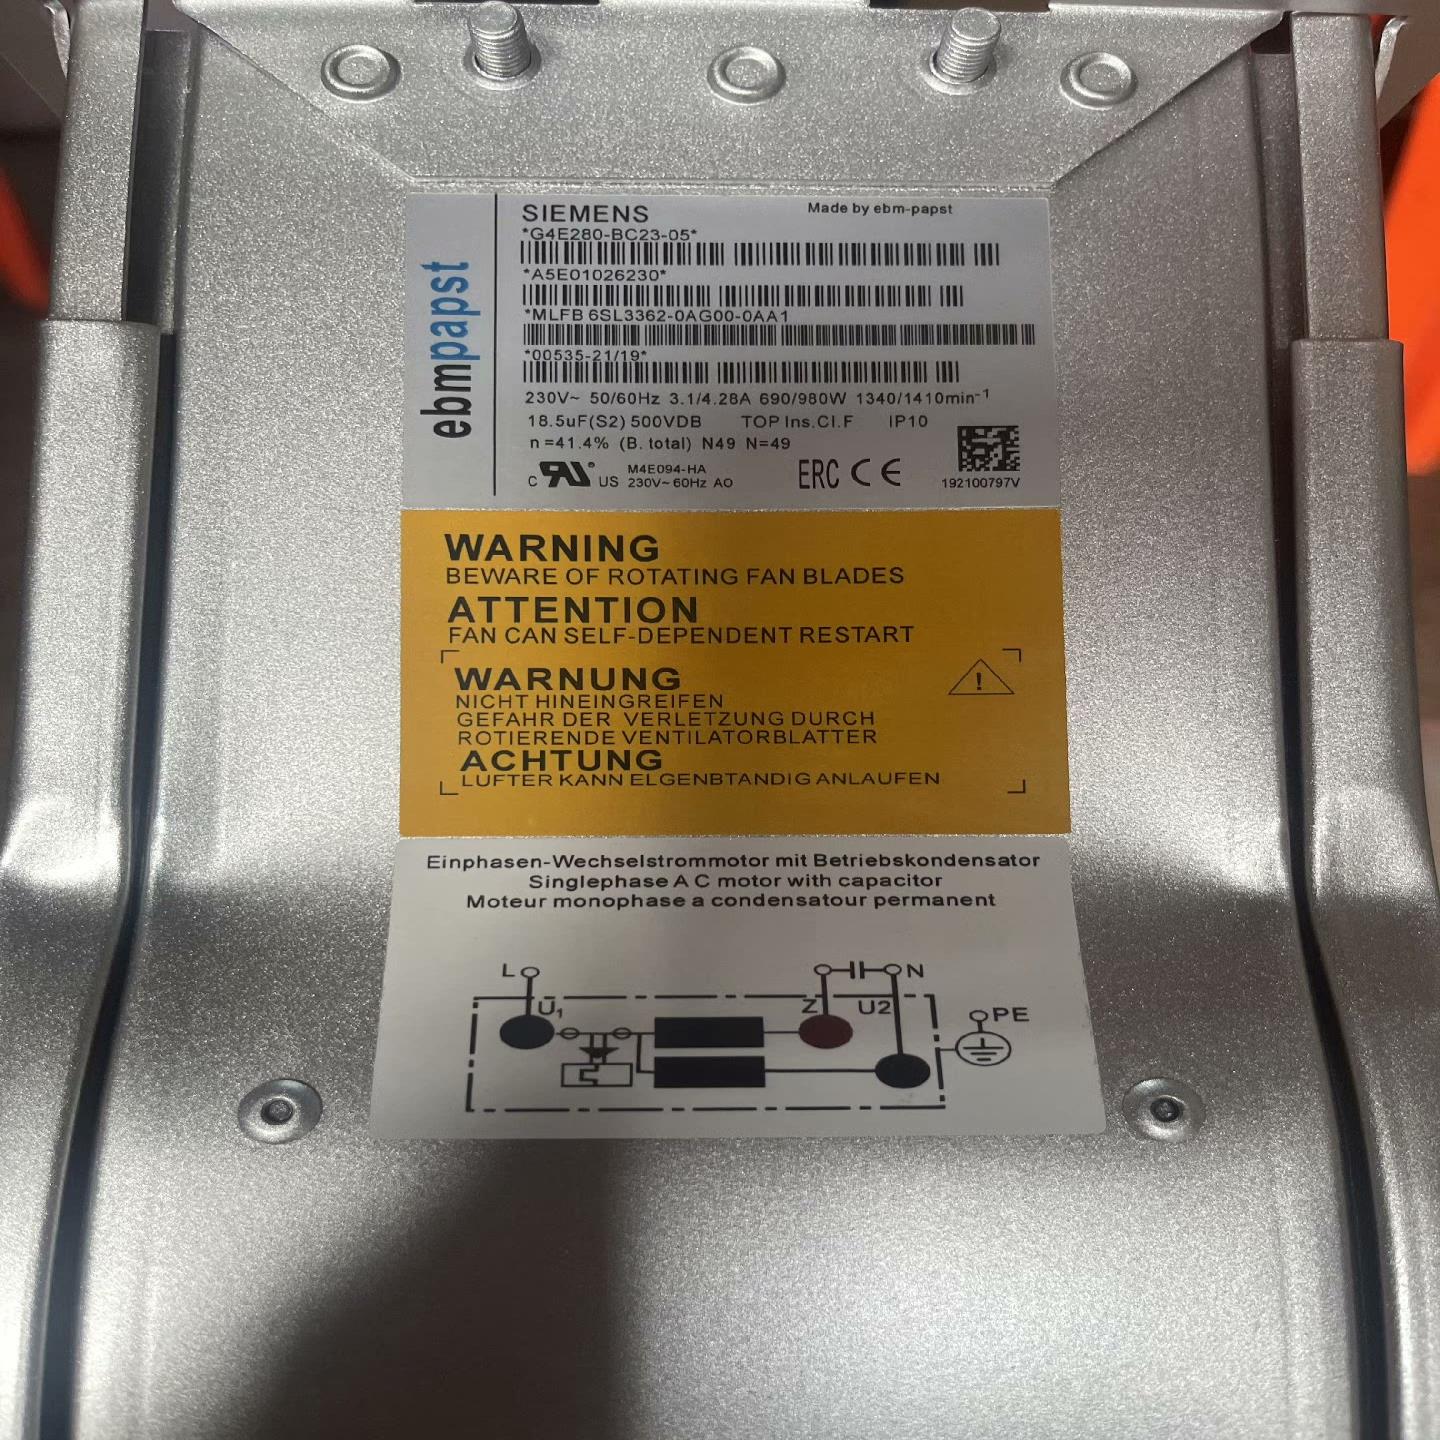 ebmpapst
SIEMENS
Made by ebm-papst
*G4E280-BC23-05*
*A5E01026230*
*MLFB 6SL3362-0AG00-0AA1
*00535-21/19*
230V~ 50/60Hz 3.1/4.28A 690/980W 1340/1410min⁻¹
18.5uF(S2) 500VDB TOP Ins.Cl.F IP10
n=41.4% (B. total) N49 N=49
C RU US M4E094-HA
230V~60Hz AO
ERC CE
192100797V
WARNING
BEWARE OF ROTATING FAN BLADES
ATTENTION
FAN CAN SELF-DEPENDENT RESTART
WARNUNG
NICHT HINEINGREIFEN
GEFAHR DER VERLETZUNG DURCH
ROTIERENDE VENTILATORBLATTER
ACHTUNG
LUFTER KANN ELGENBTANDIG ANLAUFEN
!
Einphasen-Wechselstrommotor mit Betriebskondensator
Singlephase A C motor with capacitor
Moteur monophase a condensatour permanent
L
N
U1
Z
U2
PE